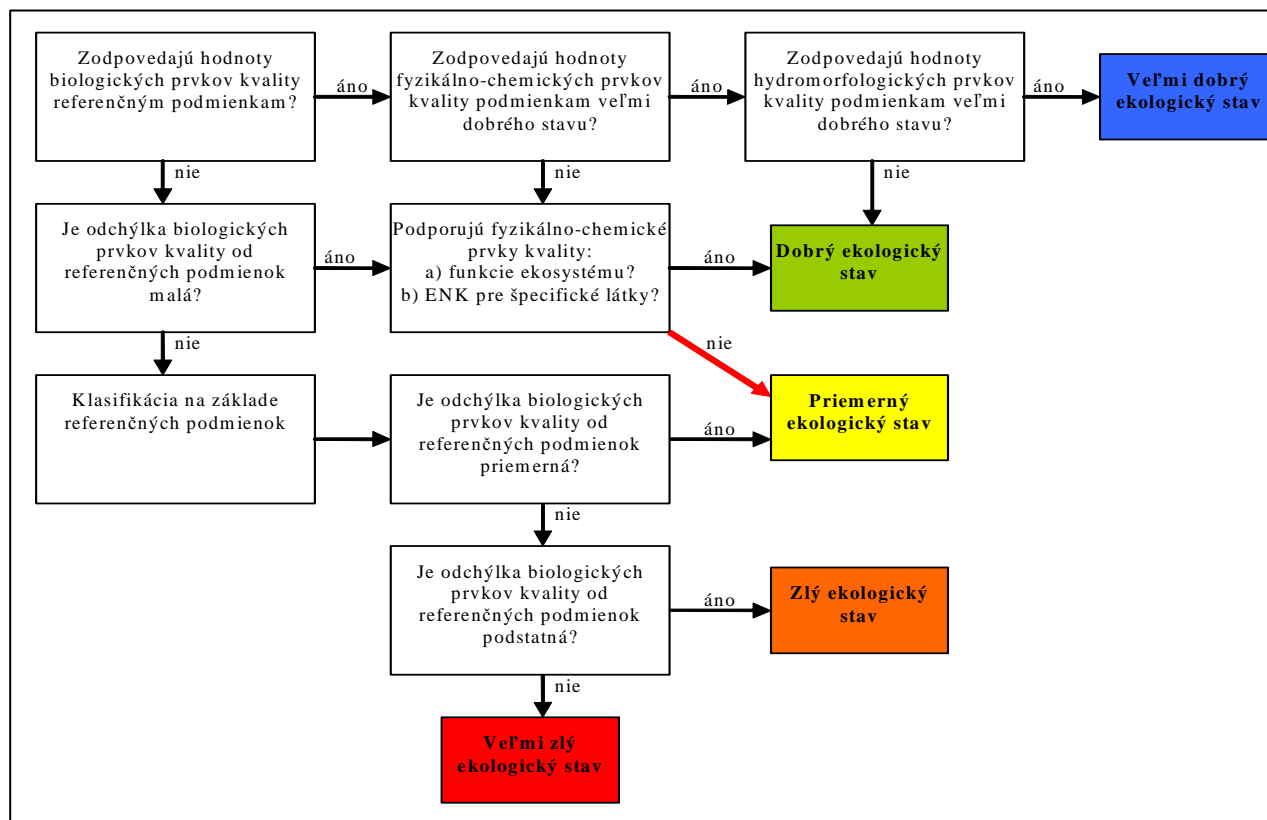 Zodpovedajú hodnoty
biologických prvkov kvality
referenčným podmienkam?
áno
Zodpovedajú hodnoty
fyzikálno-chemických prvkov
kvality podmienkam veľmi
dobrého stavu?
áno
Zodpovedajú hodnoty
hydromorfologických prvkov
kvality podmienkam veľmi
dobrého stavu?
áno
Veľmi dobrý
ekologický stav
nie
nie
nie
Je odchýlka biologických
prvkov kvality od
referenčných podmienok
malá?
áno
Podporujú fyzikálno-chemické
prvky kvality:
a) funkcie ekosystému?
b) ENK pre špecifické látky?
áno
Dobrý ekologický
stav
nie
nie
Klasifikácia na základe
referenčných podmienok
Je odchýlka biologických
prvkov kvality od
referenčných podmienok
priemerná?
áno
Priemerný
ekologický stav
nie
Je odchýlka biologických
prvkov kvality od
referenčných podmienok
podstatná?
áno
Zlý ekologický
stav
nie
Veľmi zlý
ekologický stav